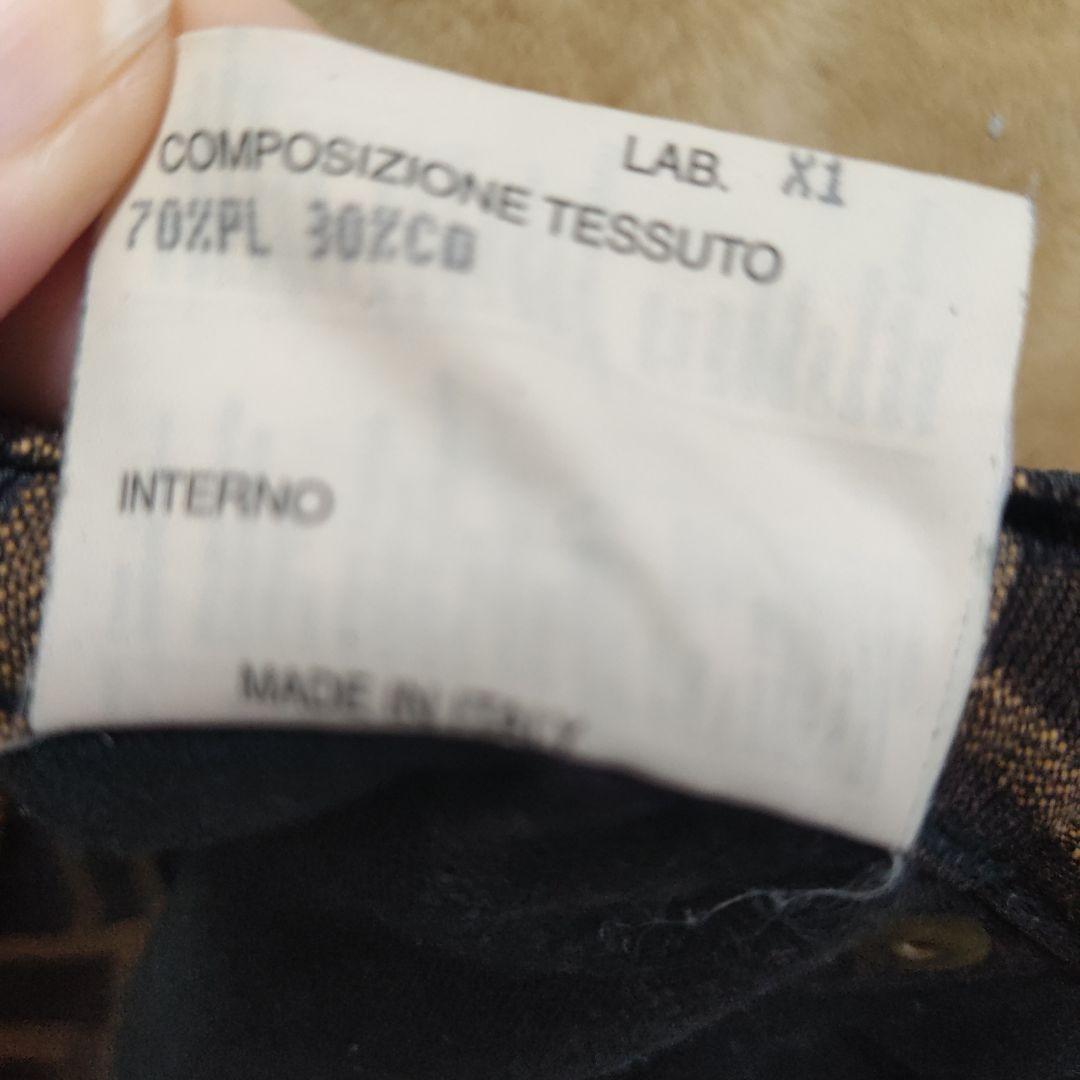 LAB. X1
COMPOSIZIONE TESSUTO
70%PL 30%CO
INTERNO
MADE IN ITALY